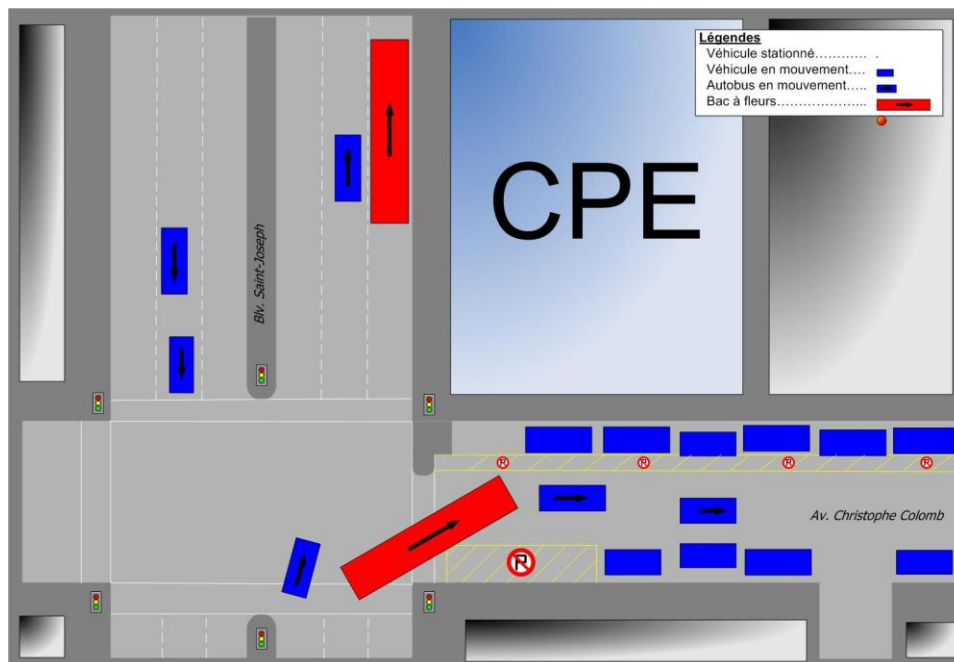 Légendes
Véhicule stationné………… .
Véhicule en mouvement….
Autobus en mouvement…..
Bac à fleurs…………………..
CPE
Blv. Saint-Joseph
Av. Christophe Colomb
P
P
P
P
P